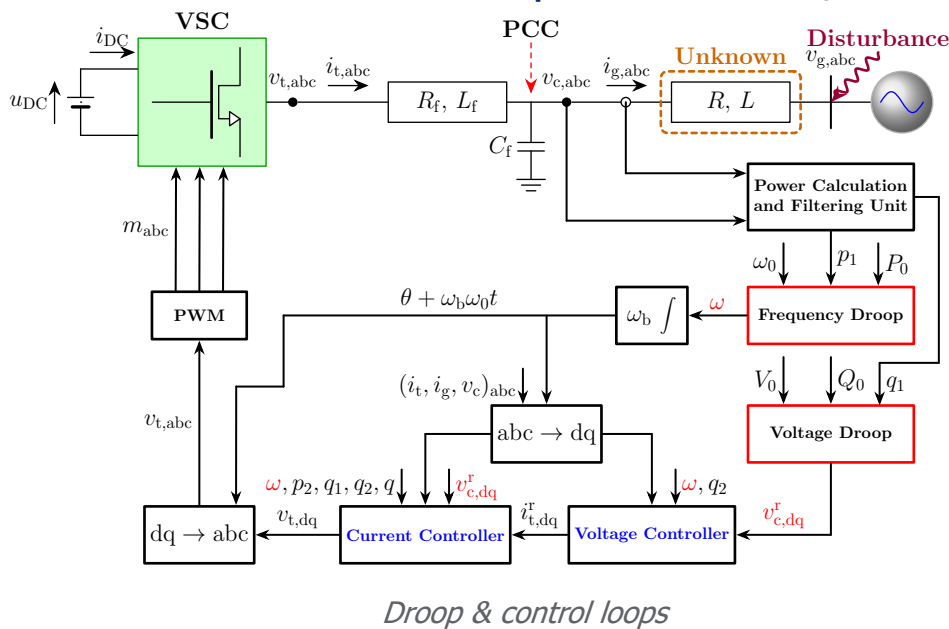 VSC
i_DC
u_DC
v_t,abc
i_t,abc
R_f, L_f
PCC
v_c,abc
C_f
i_g,abc
Unknown
R, L
Disturbance
v_g,abc
Power Calculation
and Filtering Unit
m_abc
ω_0
p_1
P_0
PWM
θ + ω_b ω_0 t
ω_b ∫
ω
Frequency Droop
V_0
Q_0
q_1
(i_t, i_g, v_c)_abc
v_t,abc
abc → dq
Voltage Droop
ω, p_2, q_1, q_2, q
v^r_c,dq
ω, q_2
v_t,dq
i^r_t,dq
v^r_c,dq
dq → abc
Current Controller
Voltage Controller
Droop & control loops